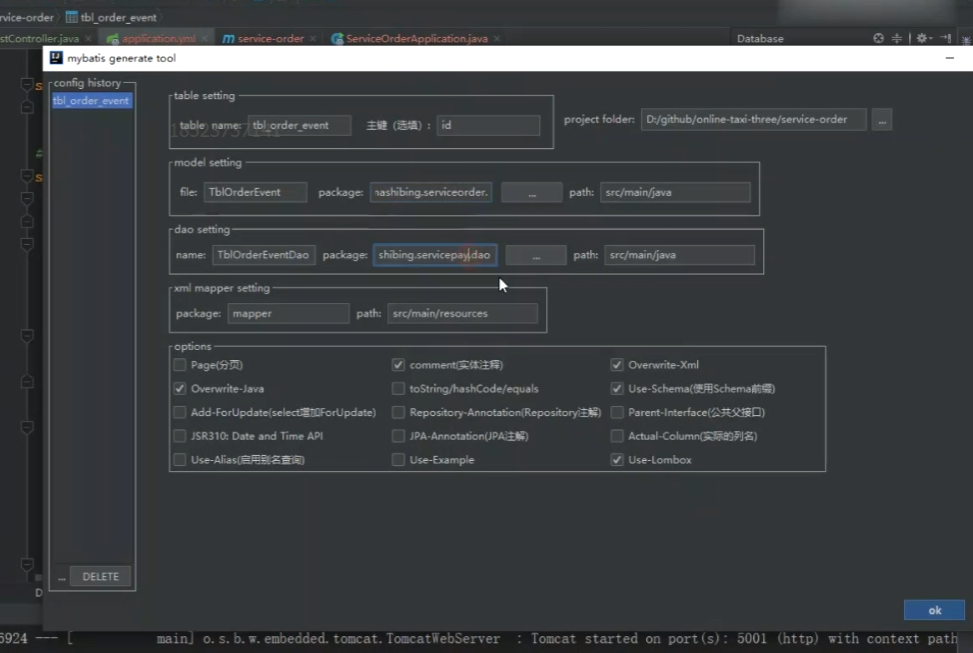 rvice-order tbl_order_event
stController.java application.yml service-order ServiceOrderApplication.java Database
mybatis generate tool
config history
tbl_order_event
table setting
table name: tbl_order_event 主键（选填）: id
project folder: D:/github/online-taxi-three/service-order ...
model setting
file: TblOrderEvent package: nashibing.serviceorder. ... path: src/main/java
dao setting
name: TblOrderEventDao package: shibing.servicepay.dao ... path: src/main/java
xml mapper setting
package: mapper path: src/main/resources
options
Page(分页) comment(实体注释) Overwrite-Xml
Overwrite-Java toString/hashCode/equals Use-Schema(使用Schema前缀)
Add-ForUpdate(select增加ForUpdate) Repository-Annotation(Repository注解) Parent-Interface(公共父接口)
JSR310: Date and Time API JPA-Annotation(JPA注解) Actual-Column(实际的列名)
Use-Alias(启用别名查询) Use-Example Use-Lombox
... DELETE
ok
5924 --- [ main] o.s.b.w.embedded.tomcat.TomcatWebServer : Tomcat started on port(s): 5001 (http) with context path